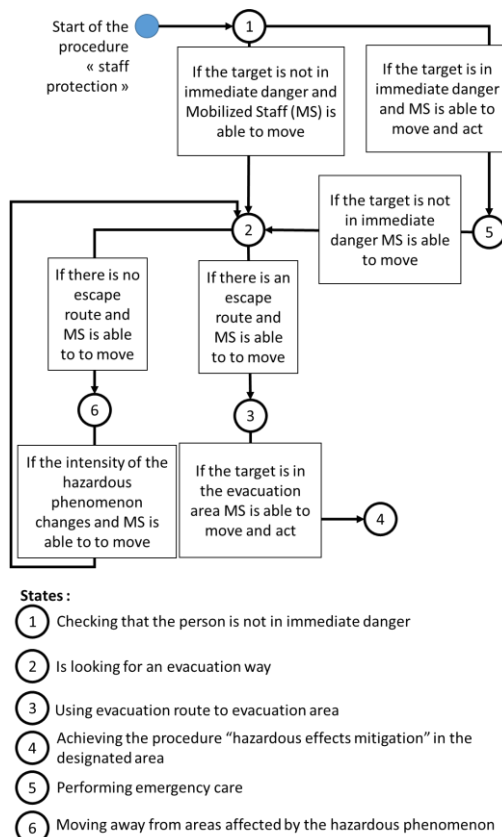 Start of the
procedure
« staff
protection »
1
If the target is not in
immediate danger and
Mobilized Staff (MS) is
able to move
If the target is in
immediate danger
and MS is able to
move and act
If the target is not
in immediate
danger MS is able
to move
5
2
If there is no
escape
route and
MS is able
to to move
If there is an
escape
route and
MS is able
to move
6
3
If the intensity of the
hazardous
phenomenon
changes and MS is
able to to move
If the target is in
the evacuation
area MS is able to
move and act
4
States :
1 Checking that the person is not in immediate danger
2 Is looking for an evacuation way
3 Using evacuation route to evacuation area
4 Achieving the procedure “hazardous effects mitigation” in the
designated area
5 Performing emergency care
6 Moving away from areas affected by the hazardous phenomenon